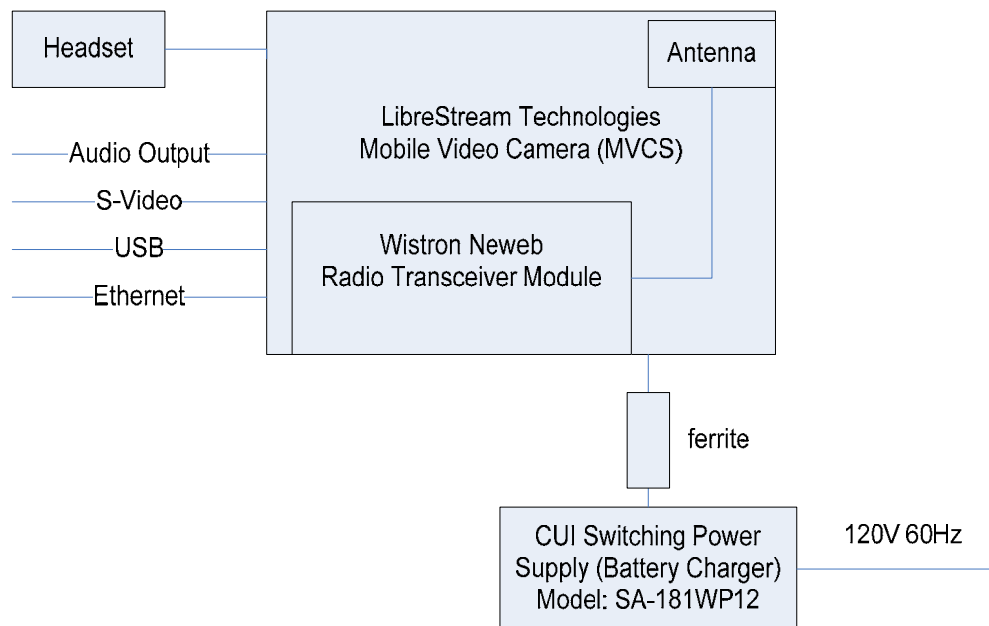 Headset
Antenna
LibreStream Technologies
Mobile Video Camera (MVCS)
Audio Output
S-Video
USB
Ethernet
Wistron Neweb
Radio Transceiver Module
ferrite
CUI Switching Power
Supply (Battery Charger)
Model: SA-181WP12
120V 60Hz